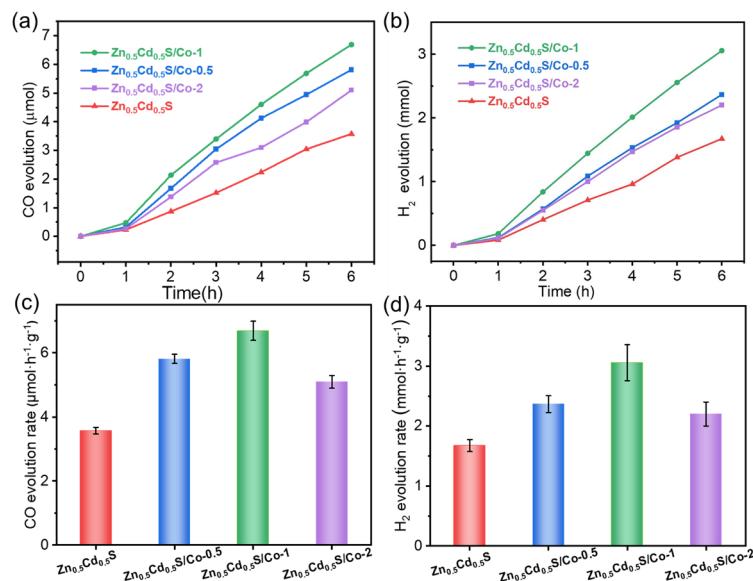 (a)
7
6
5
4
3
2
1
0
CO evolution (μmol)
Zn0.5Cd0.5S/Co-1
Zn0.5Cd0.5S/Co-0.5
Zn0.5Cd0.5S/Co-2
Zn0.5Cd0.5S
0 1 2 3 4 5 6
Time(h)
(b)
3
2
1
0
H2 evolution (mmol)
Zn0.5Cd0.5S/Co-1
Zn0.5Cd0.5S/Co-0.5
Zn0.5Cd0.5S/Co-2
Zn0.5Cd0.5S
0 1 2 3 4 5 6
Time (h)
(c)
6
4
2
0
CO evolution rate (μmol·h-1·g-1)
Zn0.5Cd0.5S
Zn0.5Cd0.5S/Co-0.5
Zn0.5Cd0.5S/Co-1
Zn0.5Cd0.5S/Co-2
(d)
4
3
2
1
0
H2 evolution rate (mmol·h-1·g-1)
Zn0.5Cd0.5S
Zn0.5Cd0.5S/Co-0.5
Zn0.5Cd0.5S/Co-1
Zn0.5Cd0.5S/Co-2